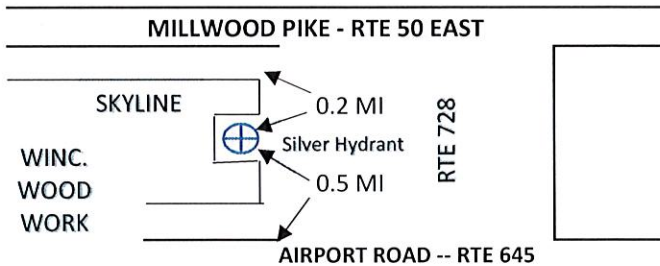 MILLWOOD PIKE - RTE 50 EAST
SKYLINE
0.2 MI
Silver Hydrant
RTE 728
WINC.
WOOD
WORK
0.5 MI
AIRPORT ROAD -- RTE 645